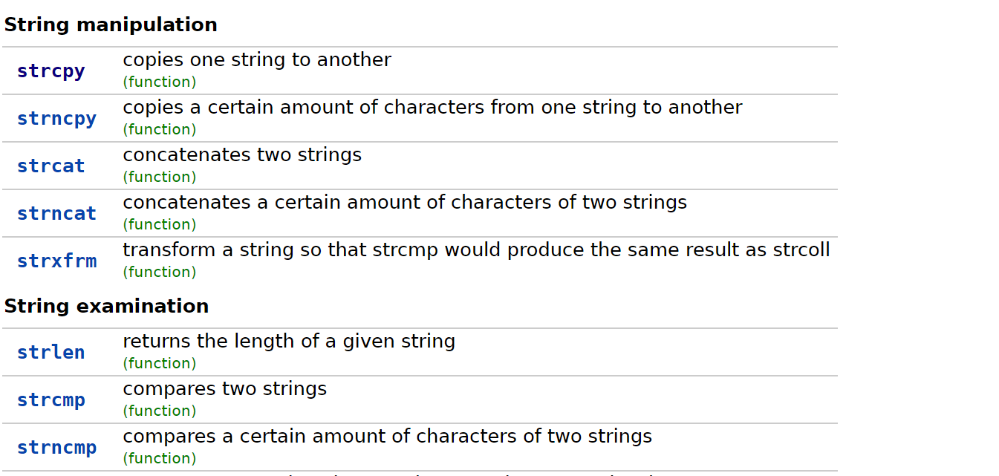 String manipulation
strcpy copies one string to another
(function)
strncpy copies a certain amount of characters from one string to another
(function)
strcat concatenates two strings
(function)
strncat concatenates a certain amount of characters of two strings
(function)
strxfrm transform a string so that strcmp would produce the same result as strcoll
(function)
String examination
strlen returns the length of a given string
(function)
strcmp compares two strings
(function)
strncmp compares a certain amount of characters of two strings
(function)